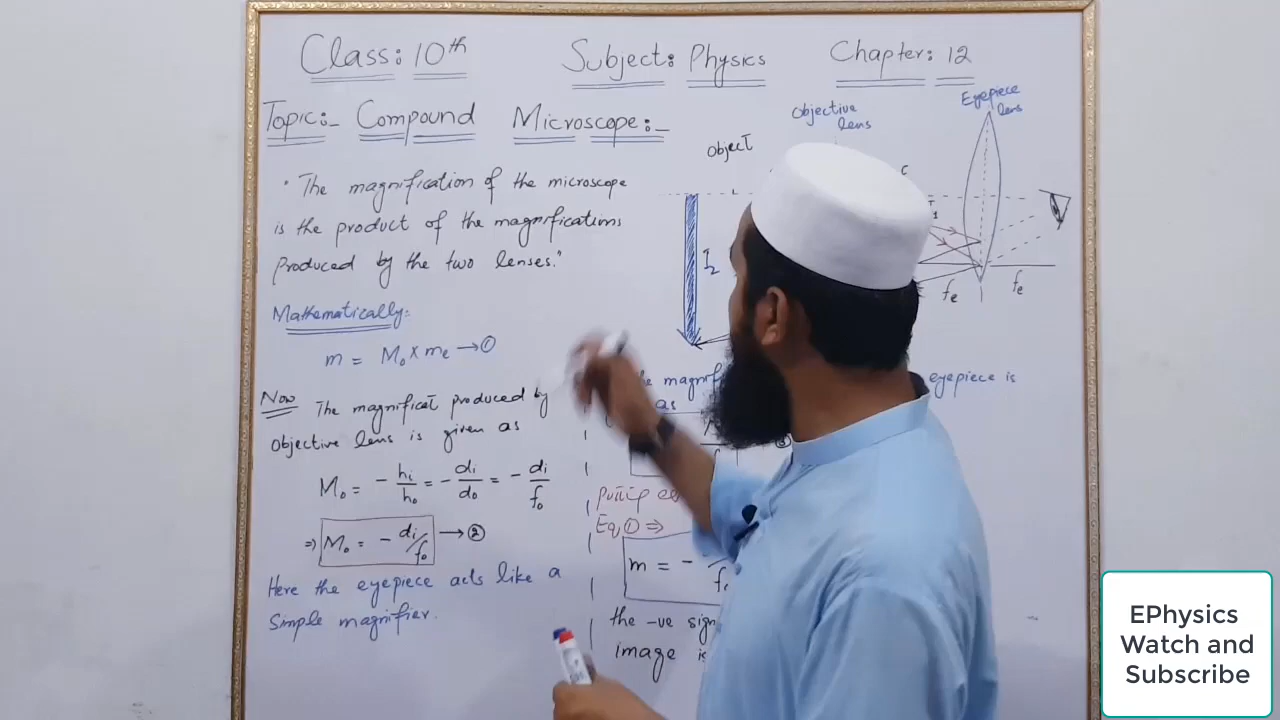 Class: 10th Subject: Physics Chapter: 12
Topic:- Compound Microscope:-
"The magnification of the microscope
is the product of the magnifications
produced by the two lenses."
Mathematically:
m = Mo x me → ①
Now The magnificat produced by
objective lens is given as
Mo = - hi/ho = - di/do = - di/fo
⇒ Mo = - di/fo → ②
Here the eyepiece acts like a
Simple magnifier.
Objective
lens
Eyepiece
lens
object
C
I2
fe
fe
magnif
eyepiece is
as
putting
Eq ① ⇒
m = -
the -ve sign
image
EPhysics
Watch and
Subscribe